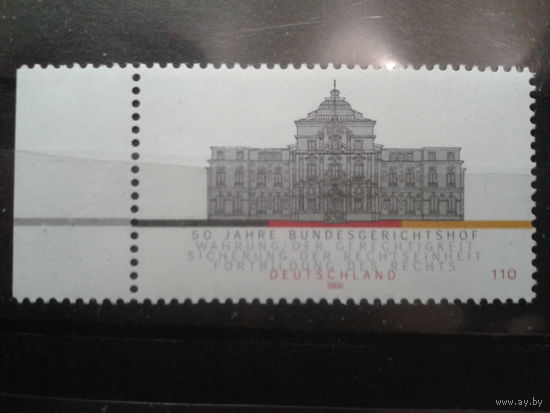 50 JAHRE BUNDESGERICHTSHOF
WAHRUNG DER GERECHTIGKEIT
SICHERUNG DER RECHTSEINHEIT
FORTBILDUNG DES RECHTS
DEUTSCHLAND 110
2000
© www.ay.by